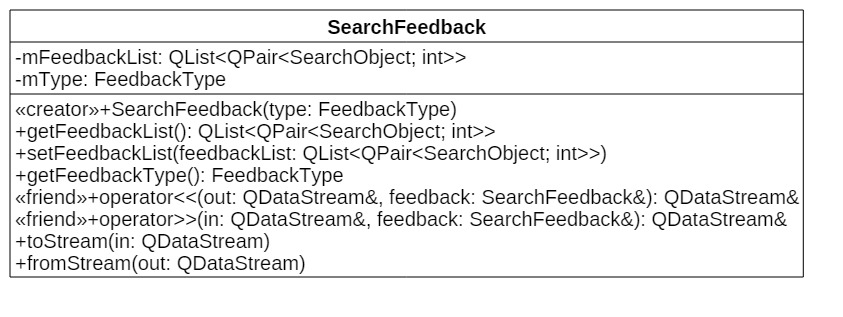 SearchFeedback
-mFeedbackList: QList<QPair<SearchObject; int>>
-mType: FeedbackType
«creator»+SearchFeedback(type: FeedbackType)
+getFeedbackList(): QList<QPair<SearchObject; int>>
+setFeedbackList(feedbackList: QList<QPair<SearchObject; int>>)
+getFeedbackType(): FeedbackType
«friend»+operator<<(out: QDataStream&, feedback: SearchFeedback&): QDataStream&
«friend»+operator>>(in: QDataStream&, feedback: SearchFeedback&): QDataStream&
+toStream(in: QDataStream)
+fromStream(out: QDataStream)